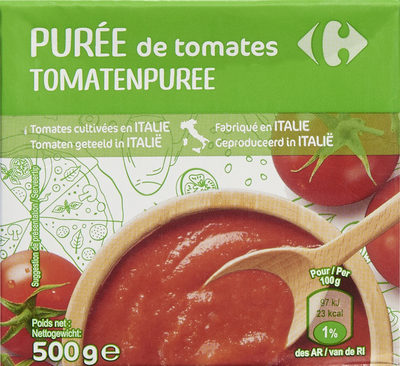 PURÉE de tomates
TOMATENPUREE
Tomates cultivées en ITALIE
Tomaten geteeld in ITALIË
Fabriqué en ITALIE
Geproduceerd in ITALIË
Suggestion de présentation / Serveertip
Pour / Per
100g
97 kJ
23 kcal
1%
des AR / van de RI
Poids net :
Nettogewicht:
500 g e